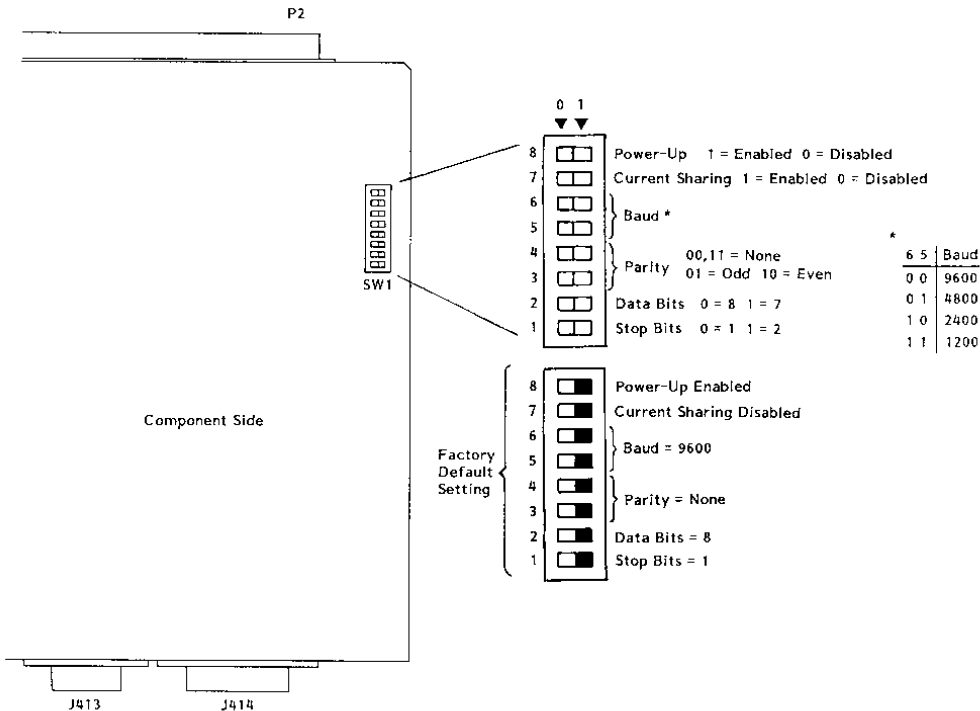 P2
0 1
8 Power-Up 1 = Enabled 0 = Disabled
7 Current Sharing 1 = Enabled 0 = Disabled
6
5
Baud *
4
3
Parity 00,11 = None
01 = Odd 10 = Even
2 Data Bits 0 = 8 1 = 7
1 Stop Bits 0 = 1 1 = 2
*
6 5 Baud
0 0 9600
0 1 4800
1 0 2400
1 1 1200
SW1
Component Side
Factory
Default
Setting
8 Power-Up Enabled
7 Current Sharing Disabled
6
5
Baud = 9600
4
3
Parity = None
2 Data Bits = 8
1 Stop Bits = 1
J413
J414